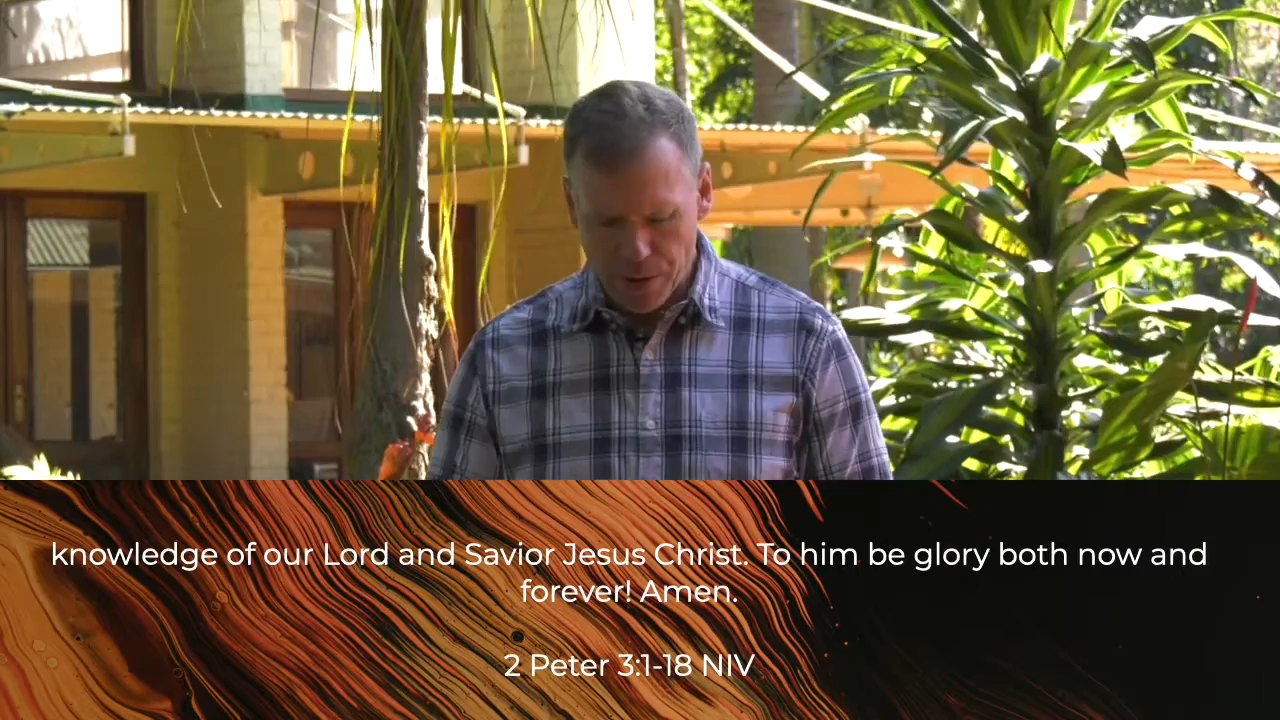 knowledge of our Lord and Savior Jesus Christ. To him be glory both now and
forever! Amen.
2 Peter 3:1-18 NIV